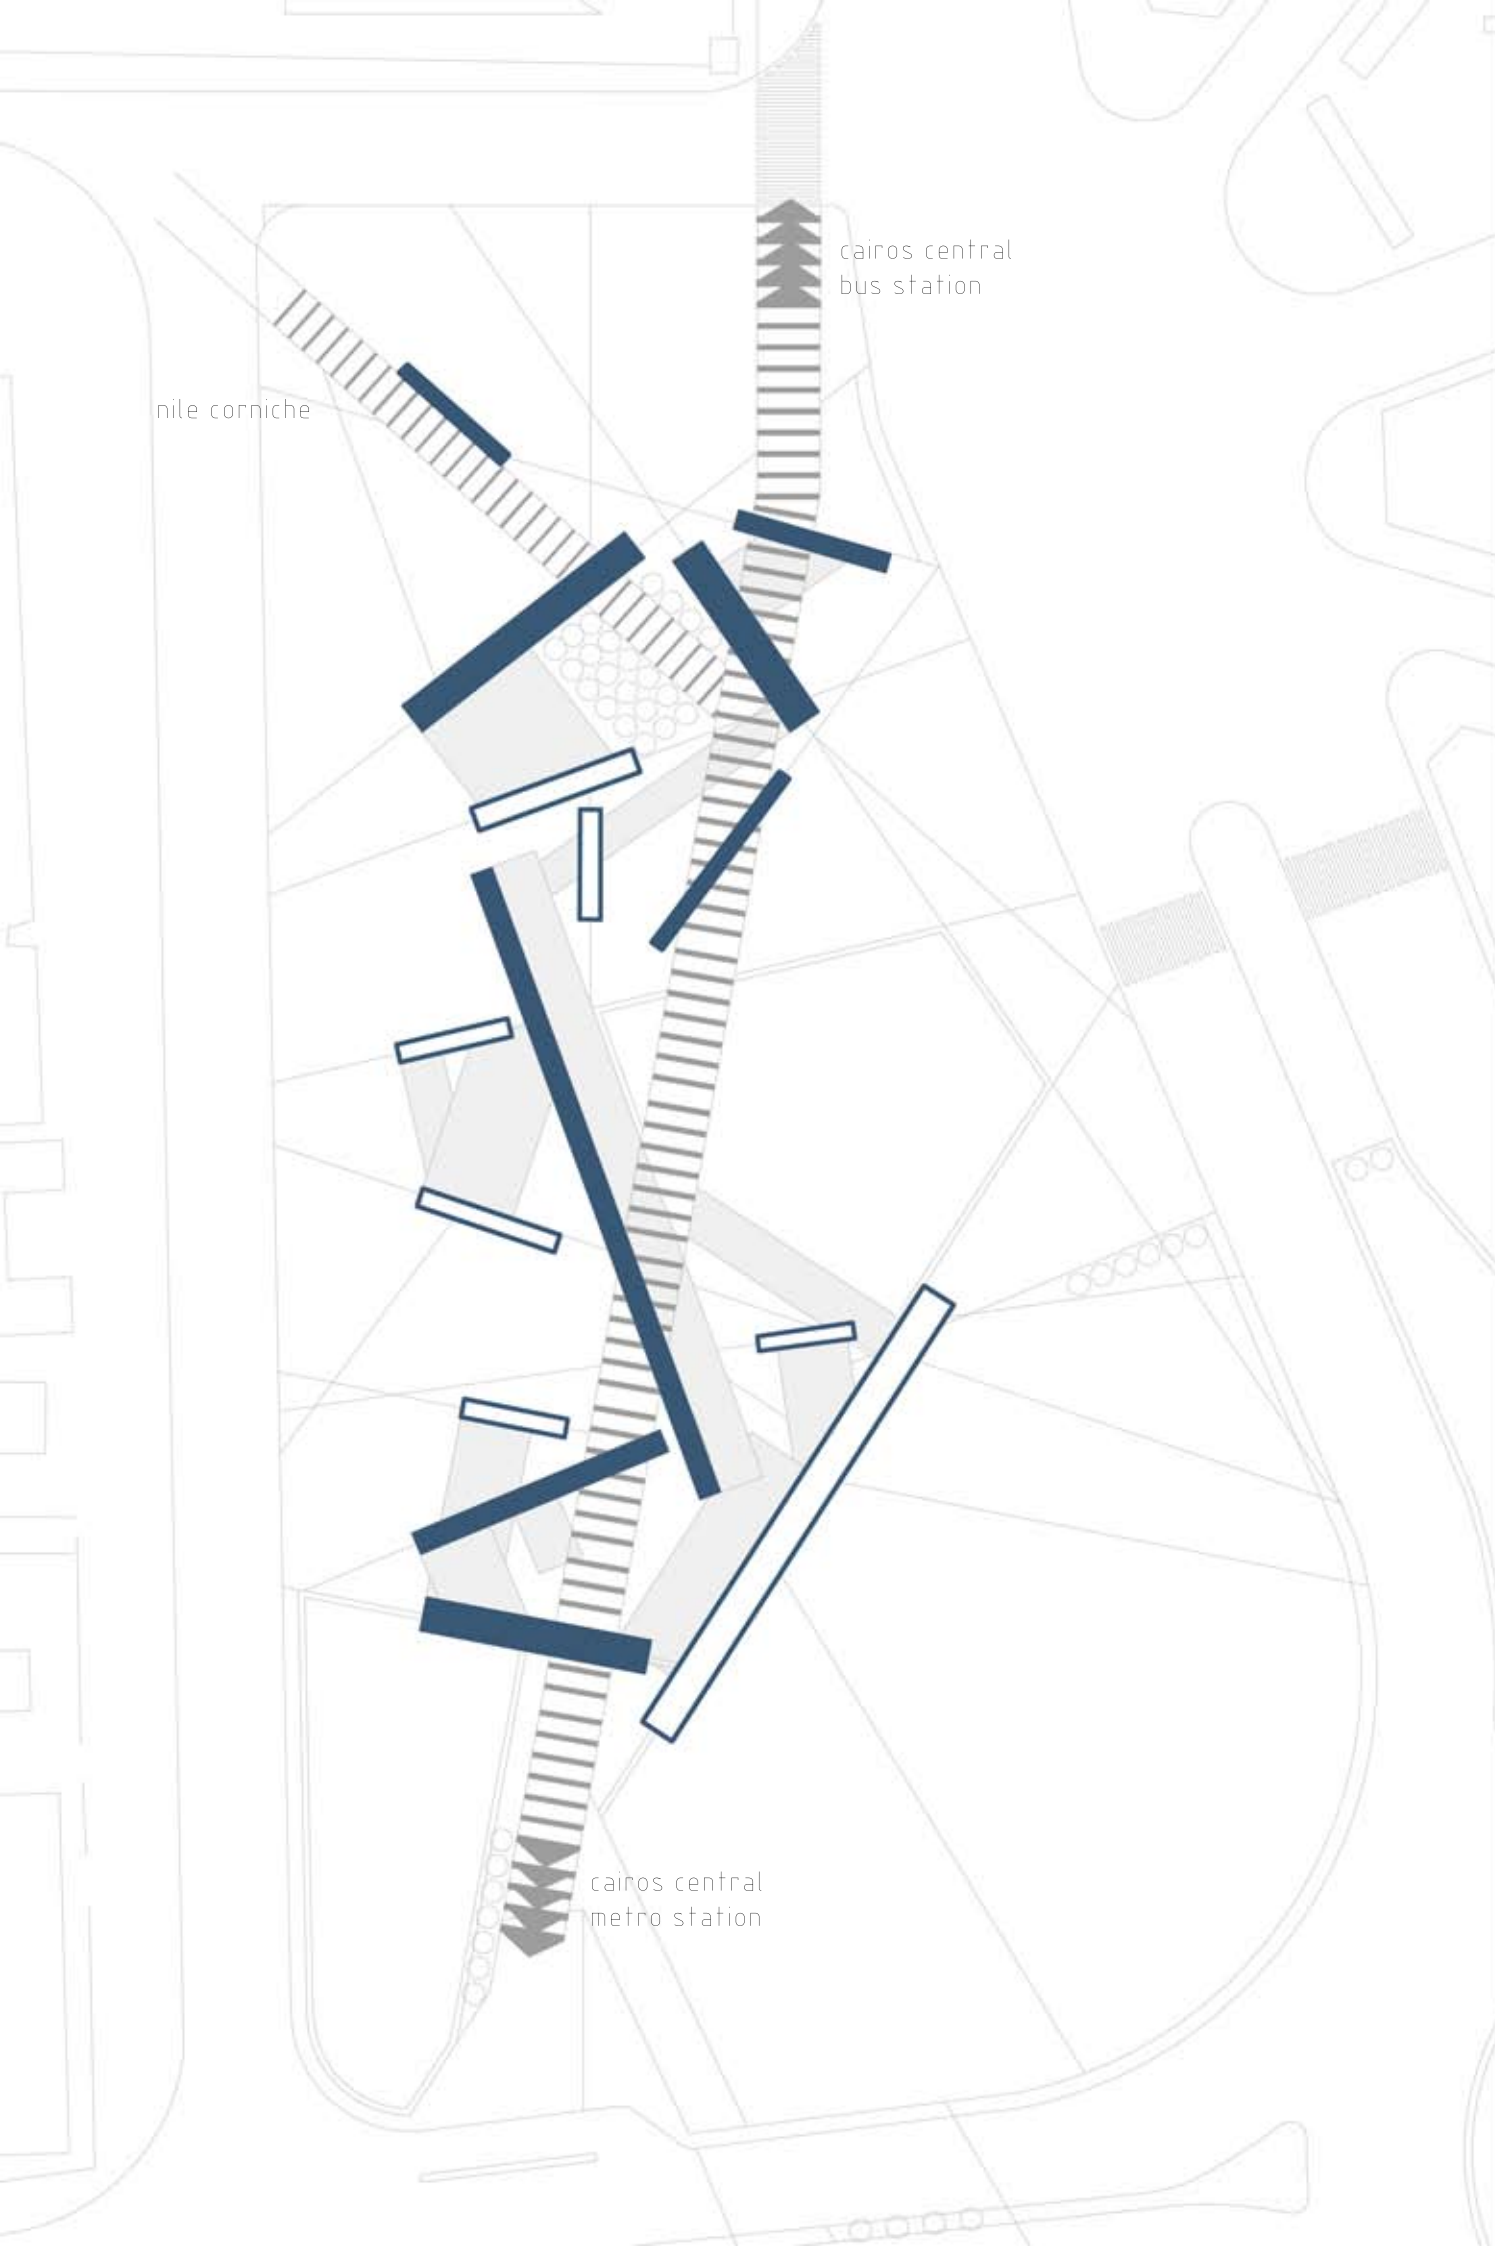 cairos central
bus station
nile corniche
cairos central
metro station